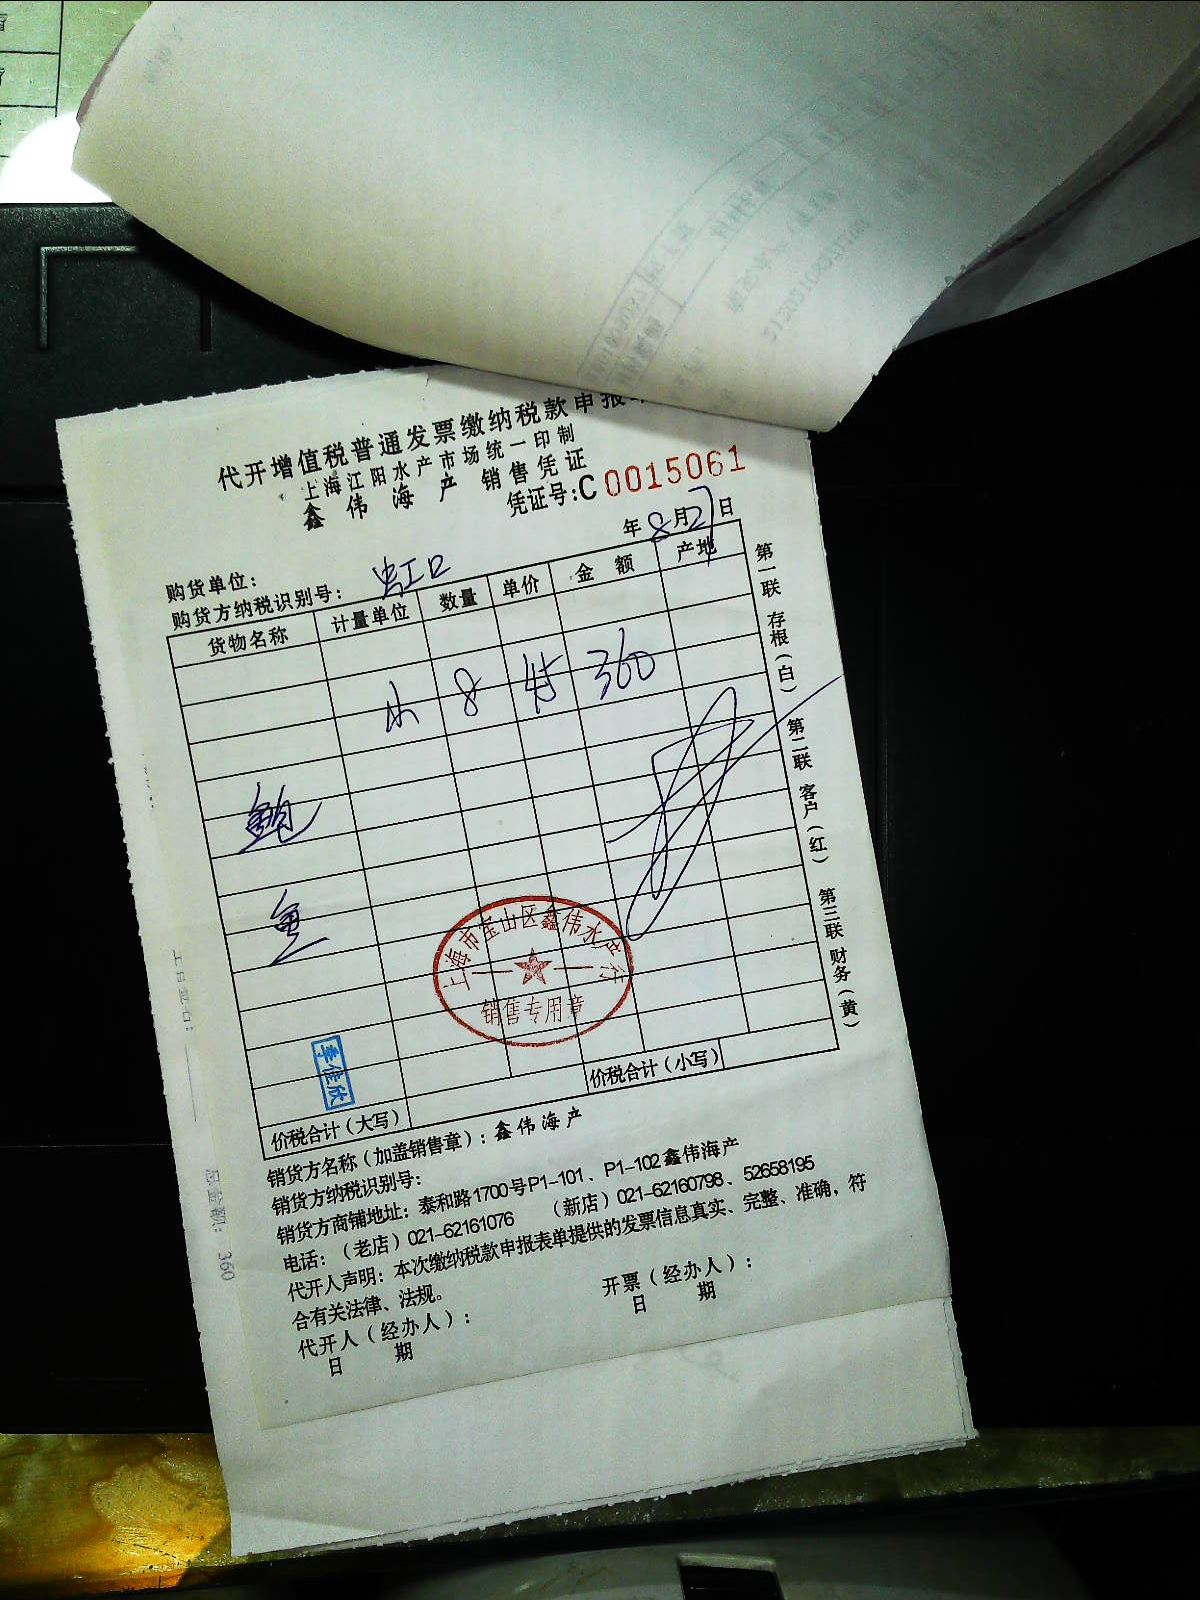 代开增值税普通发票缴纳税款申报
上海江阳水产市场统一印制
鑫伟海产 销售凭证
凭证号:C0015061
年8月27日
购货单位:
购货方纳税识别号: 虹口
货物名称 计量单位 数量 单价 金额 产地
小 8 45 360
鲍
鱼
上海市宝山区鑫伟水产行
销售专用章
李佳欣
价税合计(小写)
价税合计(大写)
销货方名称(加盖销售章):鑫伟海产
销货方纳税识别号:
销货方商铺地址:泰和路1700号P1-101、P1-102鑫伟海产
电话:(老店)021-62161076 (新店)021-62160798、52658195
代开人声明:本次缴纳税款申报表单提供的发票信息真实、完整、准确,符
合有关法律、法规。
代开人(经办人): 开票(经办人):
日期 日期
第一联 存根(白) 第二联 客户(红) 第三联 财务(黄)
总金额: 360